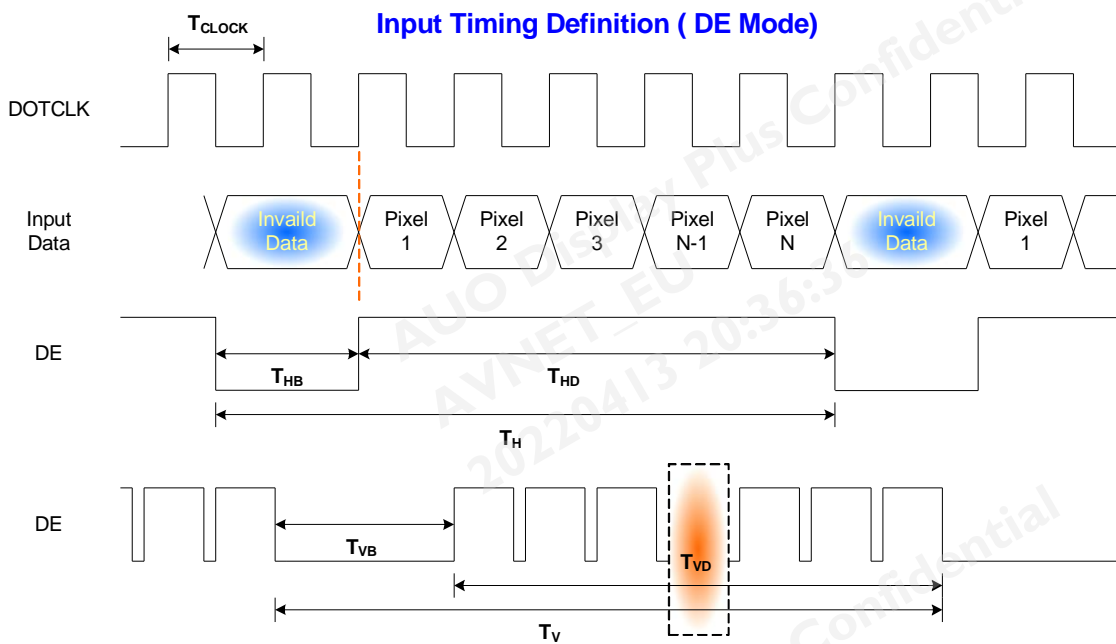 Input Timing Definition ( DE Mode)
TCLOCK
DOTCLK
Input
Data
Invaild
Data
Pixel
1
Pixel
2
Pixel
3
Pixel
N-1
Pixel
N
Invaild
Data
Pixel
1
DE
THB
THD
TH
DE
TVB
TVD
TV
AUO Display Plus Confidential
AVNET_EU
20220413 20:36:36
Confidential